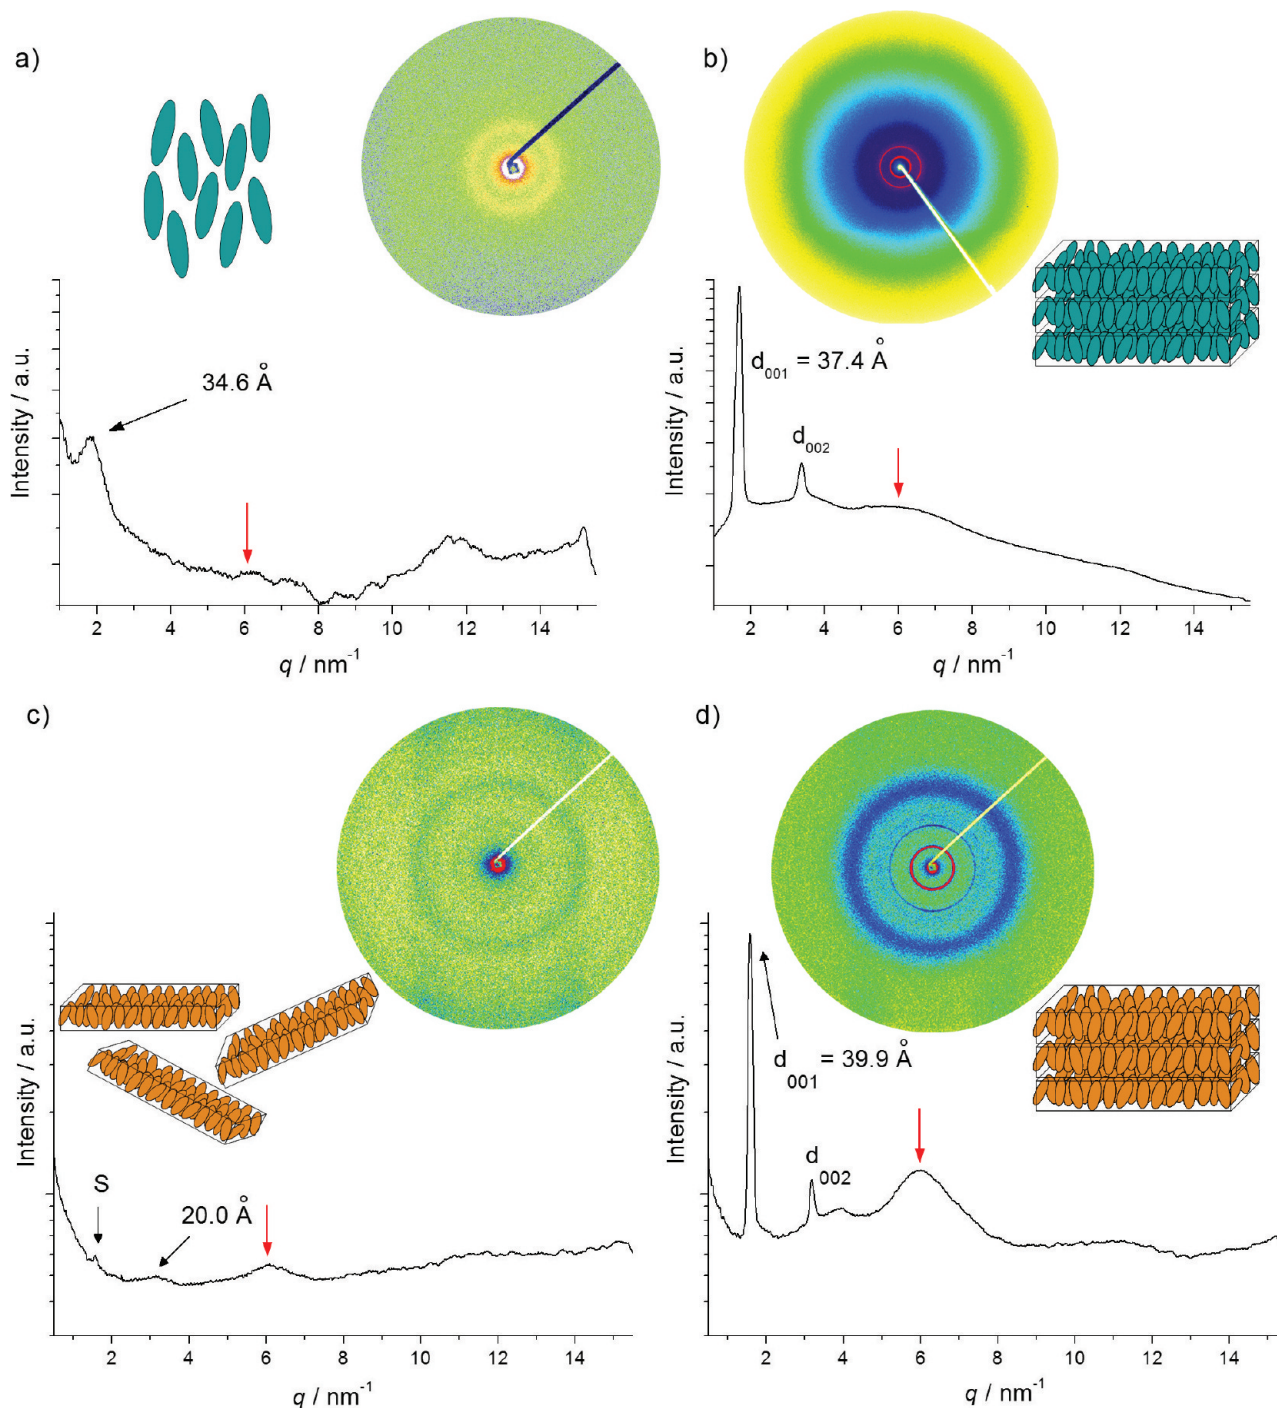 a)
34.6 Å
Intensity / a.u.
2 4 6 8 10 12 14
q / nm⁻¹
b)
d₀₀₁ = 37.4 Å
d₀₀₂
Intensity / a.u.
2 4 6 8 10 12 14
q / nm⁻¹
c)
S
20.0 Å
Intensity / a.u.
2 4 6 8 10 12 14
q / nm⁻¹
d)
d₀₀₁ = 39.9 Å
d₀₀₂
Intensity / a.u.
2 4 6 8 10 12 14
q / nm⁻¹